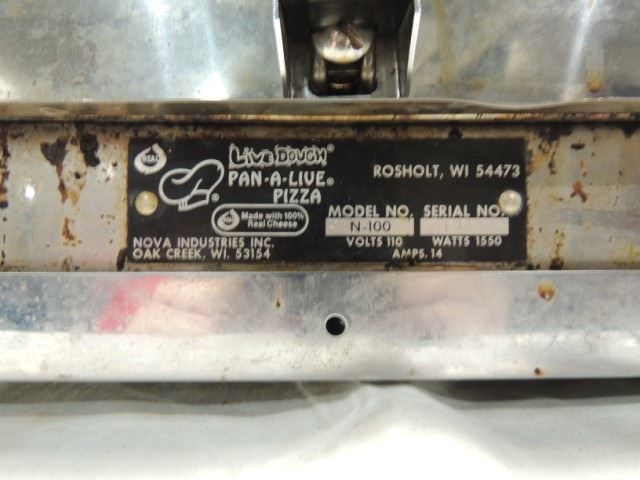 REAL
LIVE DOUGH®
PAN-A-LIVE®
PIZZA
®
REAL Made with 100%
Real Cheese
NOVA INDUSTRIES INC.
OAK CREEK, WI. 53154
ROSHOLT, WI 54473
MODEL NO. SERIAL NO.
N-100
VOLTS 110 WATTS 1550
AMPS. 14